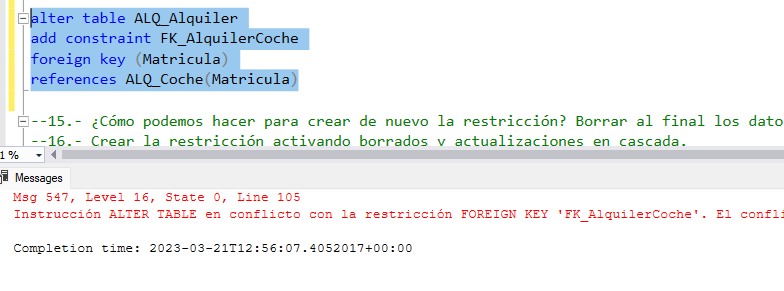 alter table ALQ_Alquiler
add constraint FK_AlquilerCoche
foreign key (Matricula)
references ALQ_Coche(Matricula)
--15.- ¿Cómo podemos hacer para crear de nuevo la restricción? Borrar al final los dato
--16.- Crear la restricción activando borrados y actualizaciones en cascada.
1 %
Messages
Msg 547, Level 16, State 0, Line 105
Instrucción ALTER TABLE en conflicto con la restricción FOREIGN KEY 'FK_AlquilerCoche'. El confli
Completion time: 2023-03-21T12:56:07.4052017+00:00